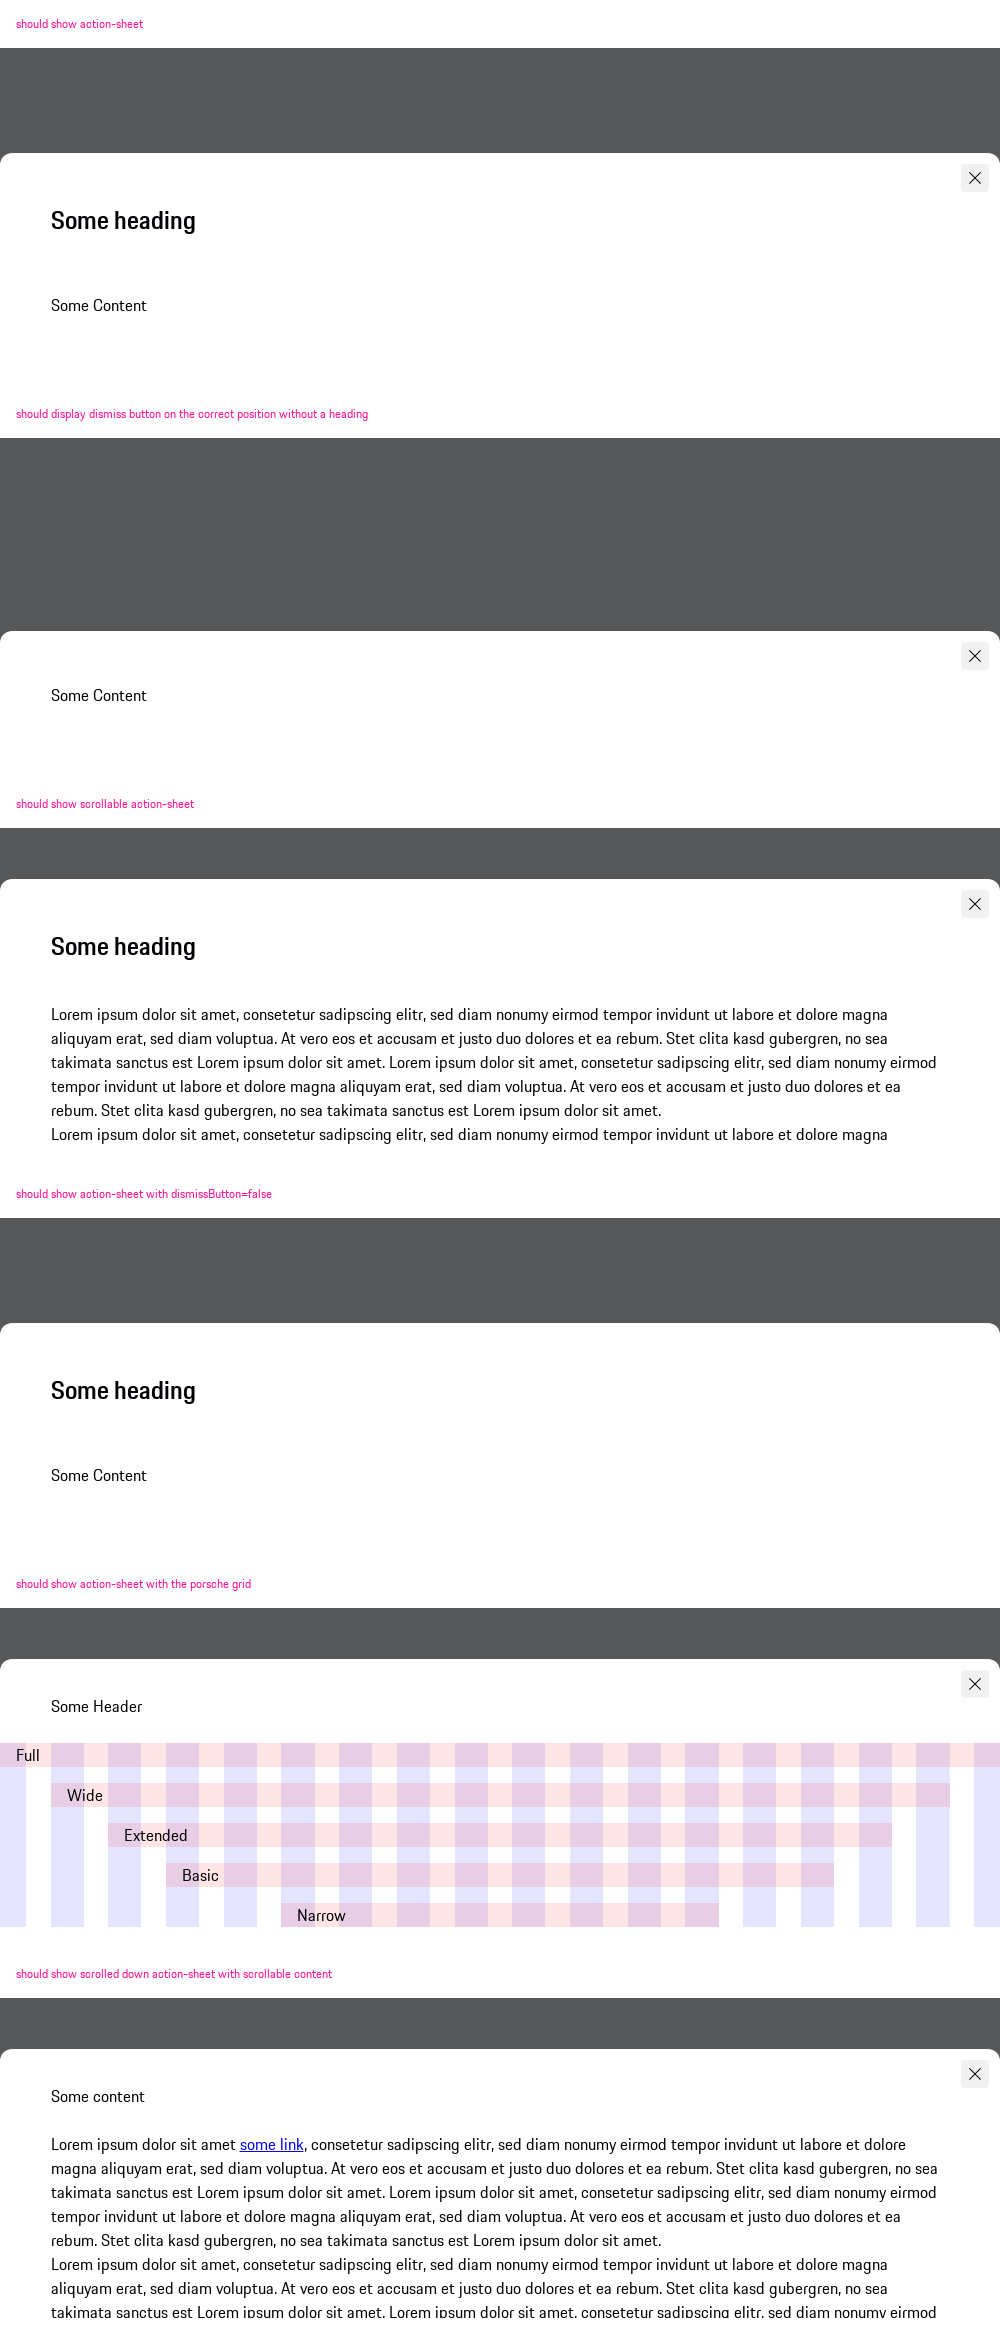 should show action-sheet
Some heading
Some Content
should display dismiss button on the correct position without a heading
Some Content
should show scrollable action-sheet
Some heading
Lorem ipsum dolor sit amet, consetetur sadipscing elitr, sed diam nonumy eirmod tempor invidunt ut labore et dolore magna
aliquyam erat, sed diam voluptua. At vero eos et accusam et justo duo dolores et ea rebum. Stet clita kasd gubergren, no sea
takimata sanctus est Lorem ipsum dolor sit amet. Lorem ipsum dolor sit amet, consetetur sadipscing elitr, sed diam nonumy eirmod
tempor invidunt ut labore et dolore magna aliquyam erat, sed diam voluptua. At vero eos et accusam et justo duo dolores et ea
rebum. Stet clita kasd gubergren, no sea takimata sanctus est Lorem ipsum dolor sit amet.
Lorem ipsum dolor sit amet, consetetur sadipscing elitr, sed diam nonumy eirmod tempor invidunt ut labore et dolore magna
should show action-sheet with dismissButton=false
Some heading
Some Content
should show action-sheet with the porsche grid
Some Header
Full
Wide
Extended
Basic
Narrow
should show scrolled down action-sheet with scrollable content
Some content
Lorem ipsum dolor sit amet some link, consetetur sadipscing elitr, sed diam nonumy eirmod tempor invidunt ut labore et dolore
magna aliquyam erat, sed diam voluptua. At vero eos et accusam et justo duo dolores et ea rebum. Stet clita kasd gubergren, no sea
takimata sanctus est Lorem ipsum dolor sit amet. Lorem ipsum dolor sit amet, consetetur sadipscing elitr, sed diam nonumy eirmod
tempor invidunt ut labore et dolore magna aliquyam erat, sed diam voluptua. At vero eos et accusam et justo duo dolores et ea
rebum. Stet clita kasd gubergren, no sea takimata sanctus est Lorem ipsum dolor sit amet.
Lorem ipsum dolor sit amet, consetetur sadipscing elitr, sed diam nonumy eirmod tempor invidunt ut labore et dolore magna
aliquyam erat, sed diam voluptua. At vero eos et accusam et justo duo dolores et ea rebum. Stet clita kasd gubergren, no sea
takimata sanctus est Lorem ipsum dolor sit amet. Lorem ipsum dolor sit amet, consetetur sadipscing elitr, sed diam nonumy eirmod